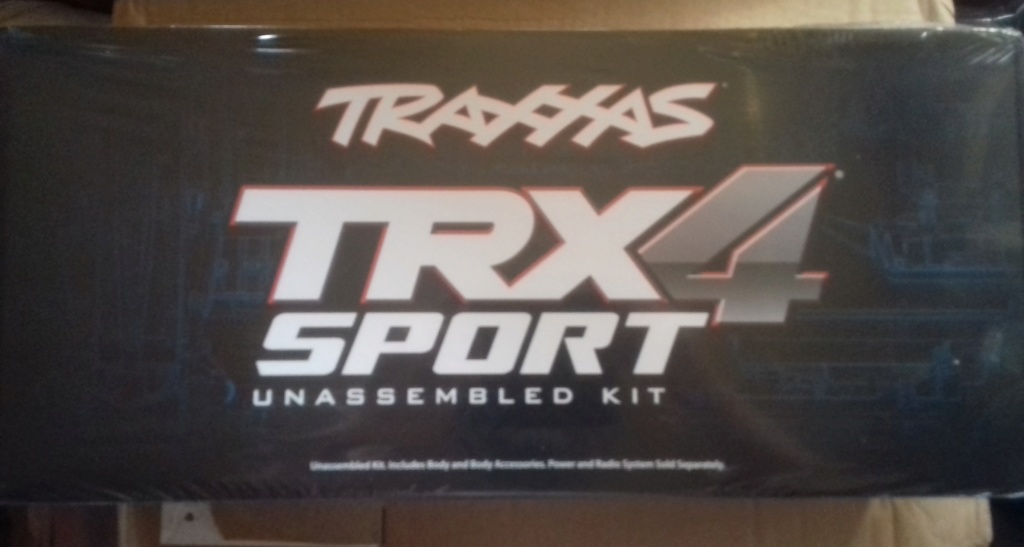 TRAXXAS
TRX4
SPORT
UNASSEMBLED KIT
Unassembled Kit. Includes Body and Body Accessories. Power and Radio System Sold Separately.